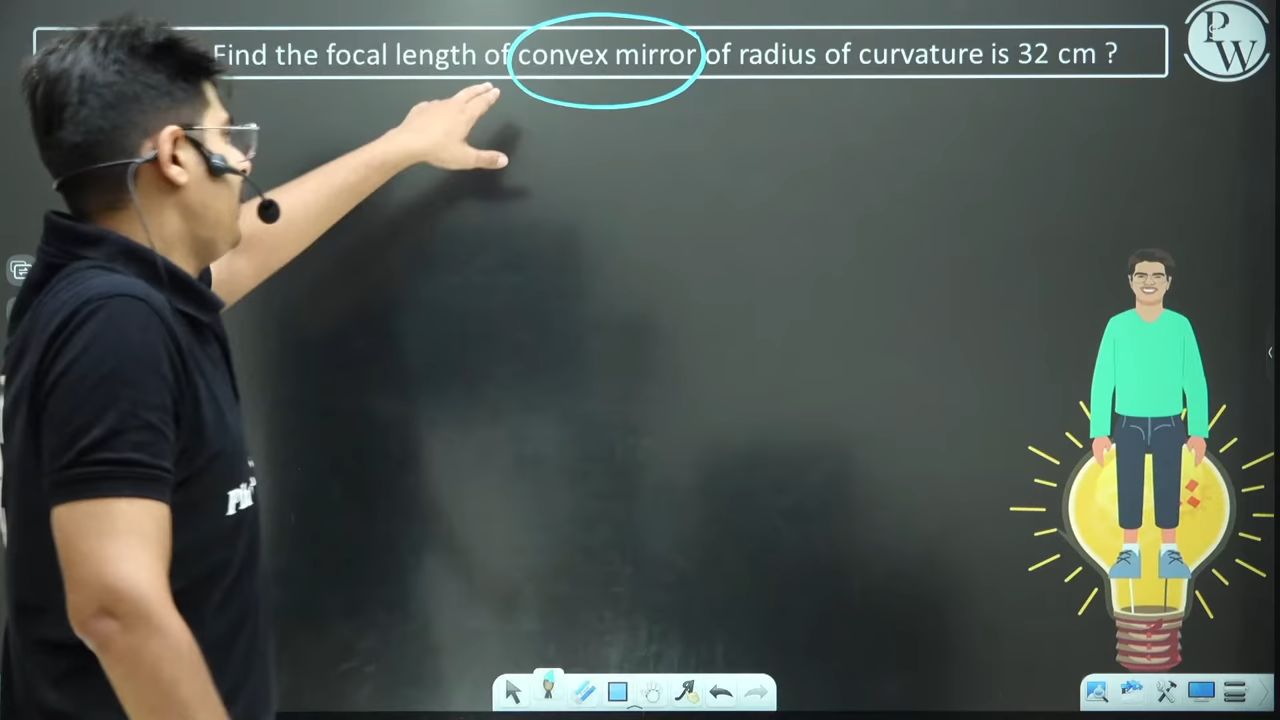 Find the focal length of convex mirror of radius of curvature is 32 cm ?
P
W